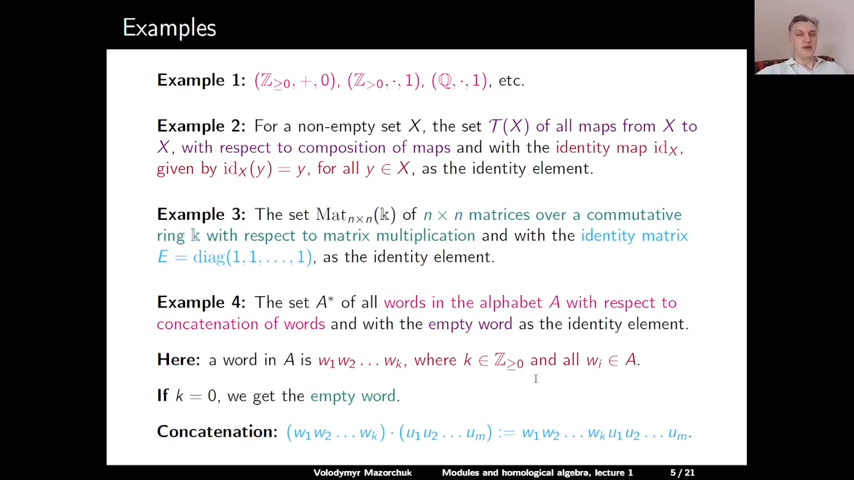 Examples
Example 1: (ℤ≥0, +, 0), (ℤ>0, ·, 1), (ℚ, ·, 1), etc.
Example 2: For a non-empty set X, the set 𝒯(X) of all maps from X to
X, with respect to composition of maps and with the identity map id_X,
given by id_X(y) = y, for all y ∈ X, as the identity element.
Example 3: The set Mat_{n×n}(𝕜) of n × n matrices over a commutative
ring 𝕜 with respect to matrix multiplication and with the identity matrix
E = diag(1, 1, . . . , 1), as the identity element.
Example 4: The set A* of all words in the alphabet A with respect to
concatenation of words and with the empty word as the identity element.
Here: a word in A is w₁w₂ . . . wₖ, where k ∈ ℤ≥0 and all wᵢ ∈ A.
If k = 0, we get the empty word.
Concatenation: (w₁w₂ . . . wₖ) · (u₁u₂ . . . uₘ) := w₁w₂ . . . wₖu₁u₂ . . . uₘ.
Volodymyr Mazorchuk Modules and homological algebra, lecture 1 5 / 21